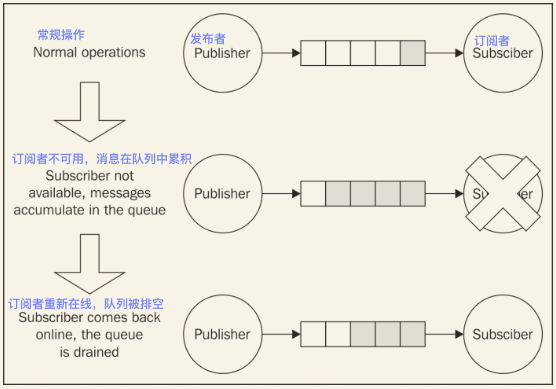 常规操作
Normal operations
发布者
Publisher
订阅者
Subsciber
订阅者不可用，消息在队列中累积
Subscriber not
available, messages
accumulate in the queue
Publisher
订阅者重新在线，队列被排空
Subscriber comes back
online, the queue
is drained
Publisher
Subsciber